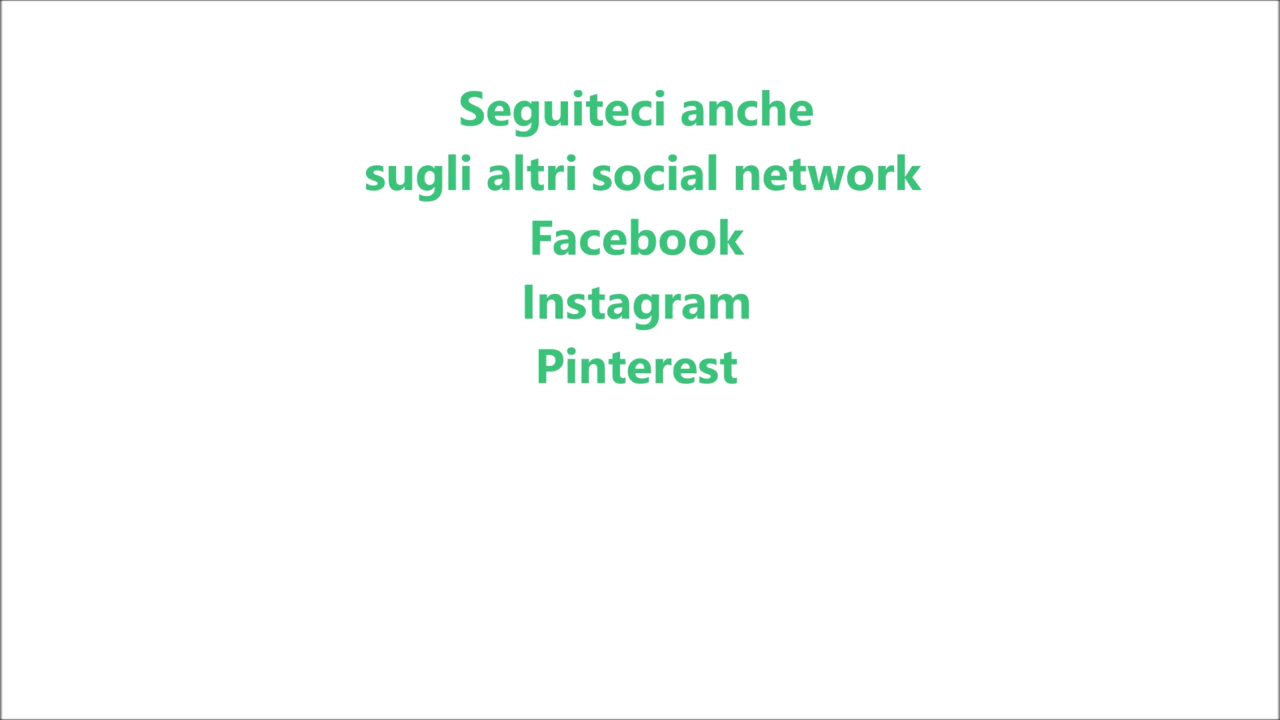 Seguiteci anche
sugli altri social network
Facebook
Instagram
Pinterest